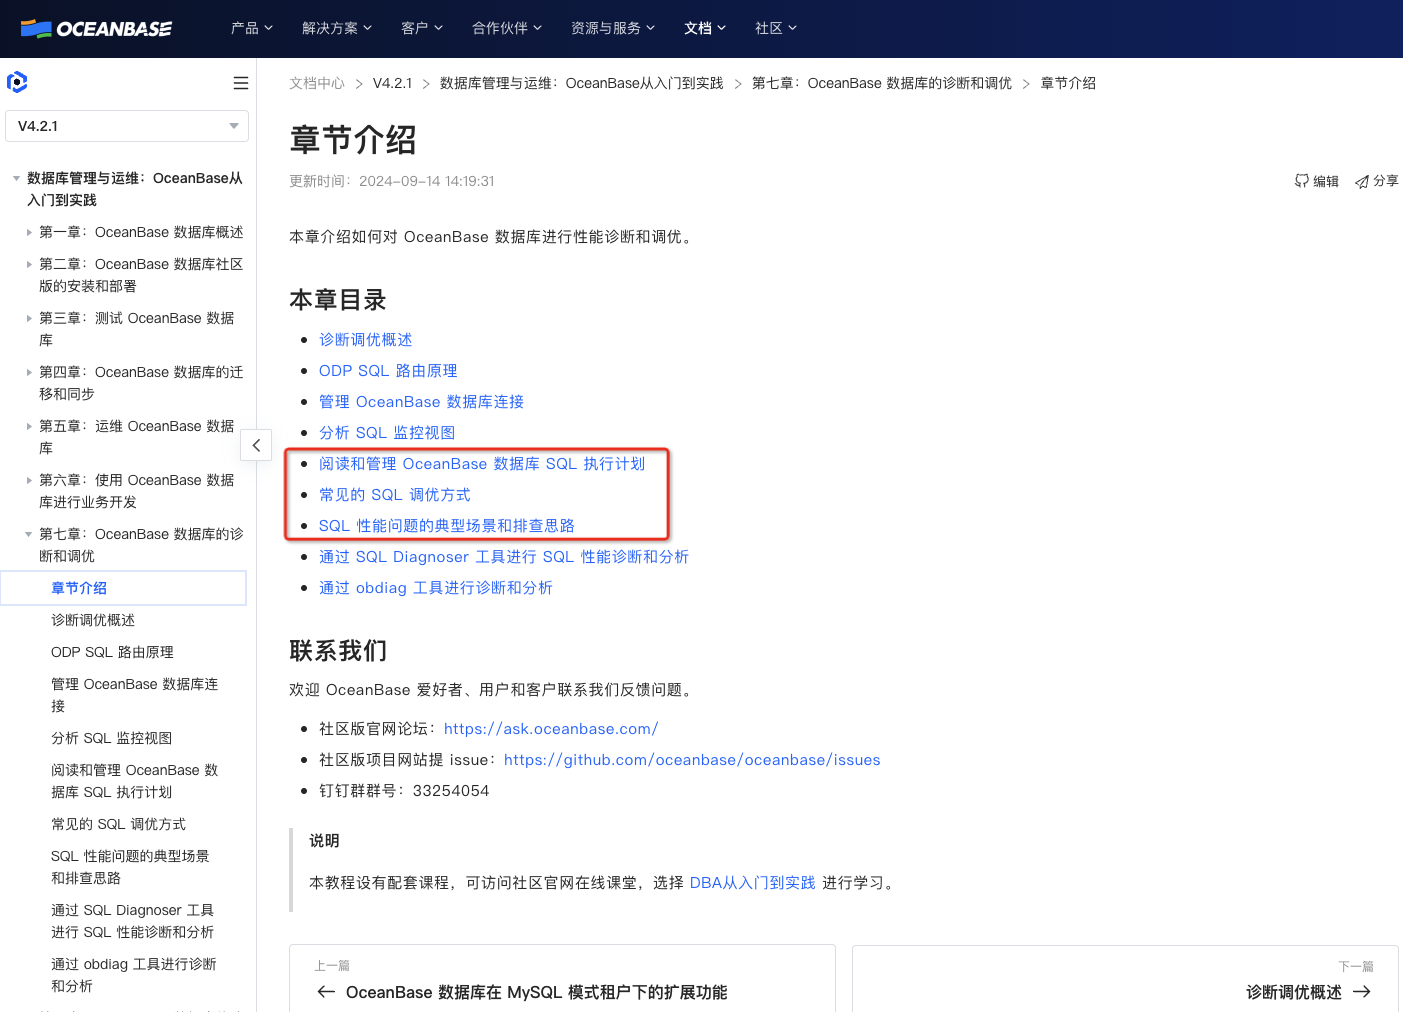 OCEANBASE
产品
解决方案
客户
合作伙伴
资源与服务
文档
社区
V4.2.1
数据库管理与运维：OceanBase从
入门到实践
第一章：OceanBase 数据库概述
第二章：OceanBase 数据库社区
版的安装和部署
第三章：测试 OceanBase 数据
库
第四章：OceanBase 数据库的迁
移和同步
第五章：运维 OceanBase 数据
库
第六章：使用 OceanBase 数据
库进行业务开发
第七章：OceanBase 数据库的诊
断和调优
章节介绍
诊断调优概述
ODP SQL 路由原理
管理 OceanBase 数据库连
接
分析 SQL 监控视图
阅读和管理 OceanBase 数
据库 SQL 执行计划
常见的 SQL 调优方式
SQL 性能问题的典型场景
和排查思路
通过 SQL Diagnoser 工具
进行 SQL 性能诊断和分析
通过 obdiag 工具进行诊断
和分析
文档中心 > V4.2.1 > 数据库管理与运维：OceanBase从入门到实践 > 第七章：OceanBase 数据库的诊断和调优 > 章节介绍
章节介绍
更新时间：2024-09-14 14:19:31
编辑
分享
本章介绍如何对 OceanBase 数据库进行性能诊断和调优。
本章目录
诊断调优概述
ODP SQL 路由原理
管理 OceanBase 数据库连接
分析 SQL 监控视图
阅读和管理 OceanBase 数据库 SQL 执行计划
常见的 SQL 调优方式
SQL 性能问题的典型场景和排查思路
通过 SQL Diagnoser 工具进行 SQL 性能诊断和分析
通过 obdiag 工具进行诊断和分析
联系我们
欢迎 OceanBase 爱好者、用户和客户联系我们反馈问题。
社区版官网论坛：https://ask.oceanbase.com/
社区版项目网站提 issue：https://github.com/oceanbase/oceanbase/issues
钉钉群群号：33254054
说明
本教程设有配套课程，可访问社区官网在线课堂，选择 DBA从入门到实践 进行学习。
上一篇
← OceanBase 数据库在 MySQL 模式租户下的扩展功能
下一篇
诊断调优概述 →